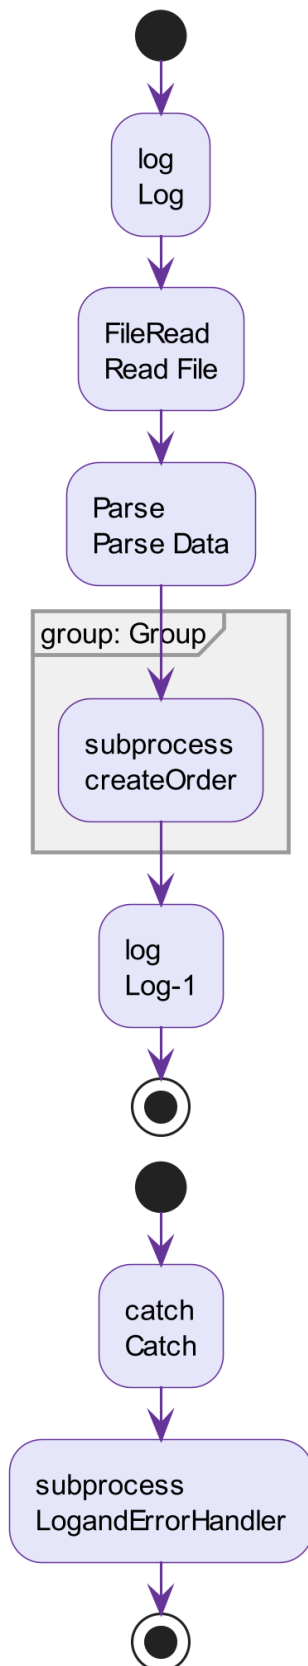 log
Log
FileRead
Read File
Parse
Parse Data
group: Group
subprocess
createOrder
log
Log-1
catch
Catch
subprocess
LogandErrorHandler